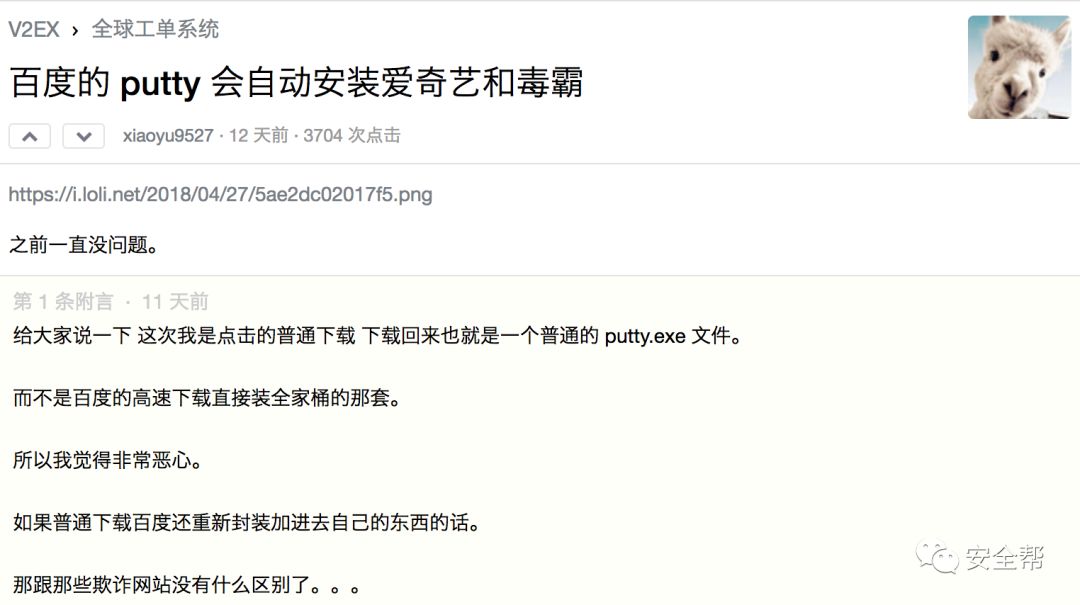 V2EX › 全球工单系统
百度的 putty 会自动安装爱奇艺和毒霸
xiaoyu9527 · 12 天前 · 3704 次点击
https://i.loli.net/2018/04/27/5ae2dc02017f5.png
之前一直没问题。
第 1 条附言 · 11 天前
给大家说一下 这次我是点击的普通下载 下载回来也就是一个普通的 putty.exe 文件。
而不是百度的高速下载直接装全家桶的那套。
所以我觉得非常恶心。
如果普通下载百度还重新封装加进去自己的东西的话。
那跟那些欺诈网站没有什么区别了。。。
安全帮